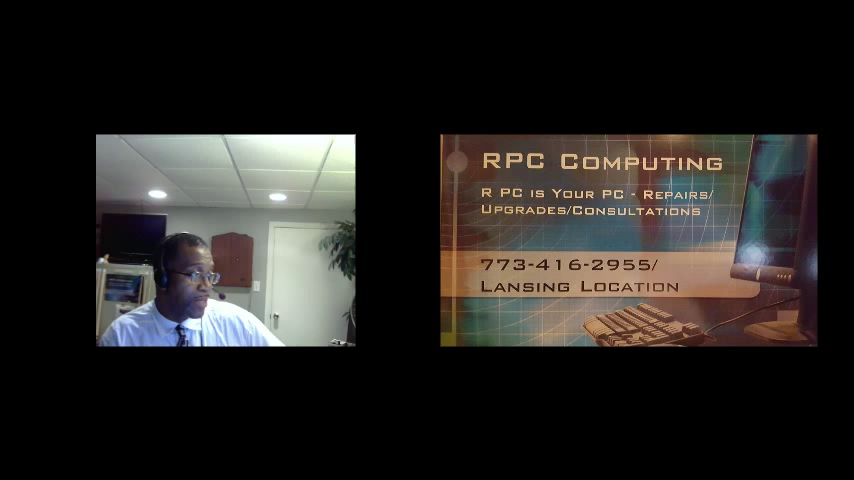 RPC Computing
R PC is Your PC - Repairs/
Upgrades/Consultations
773-416-2955/
Lansing Location